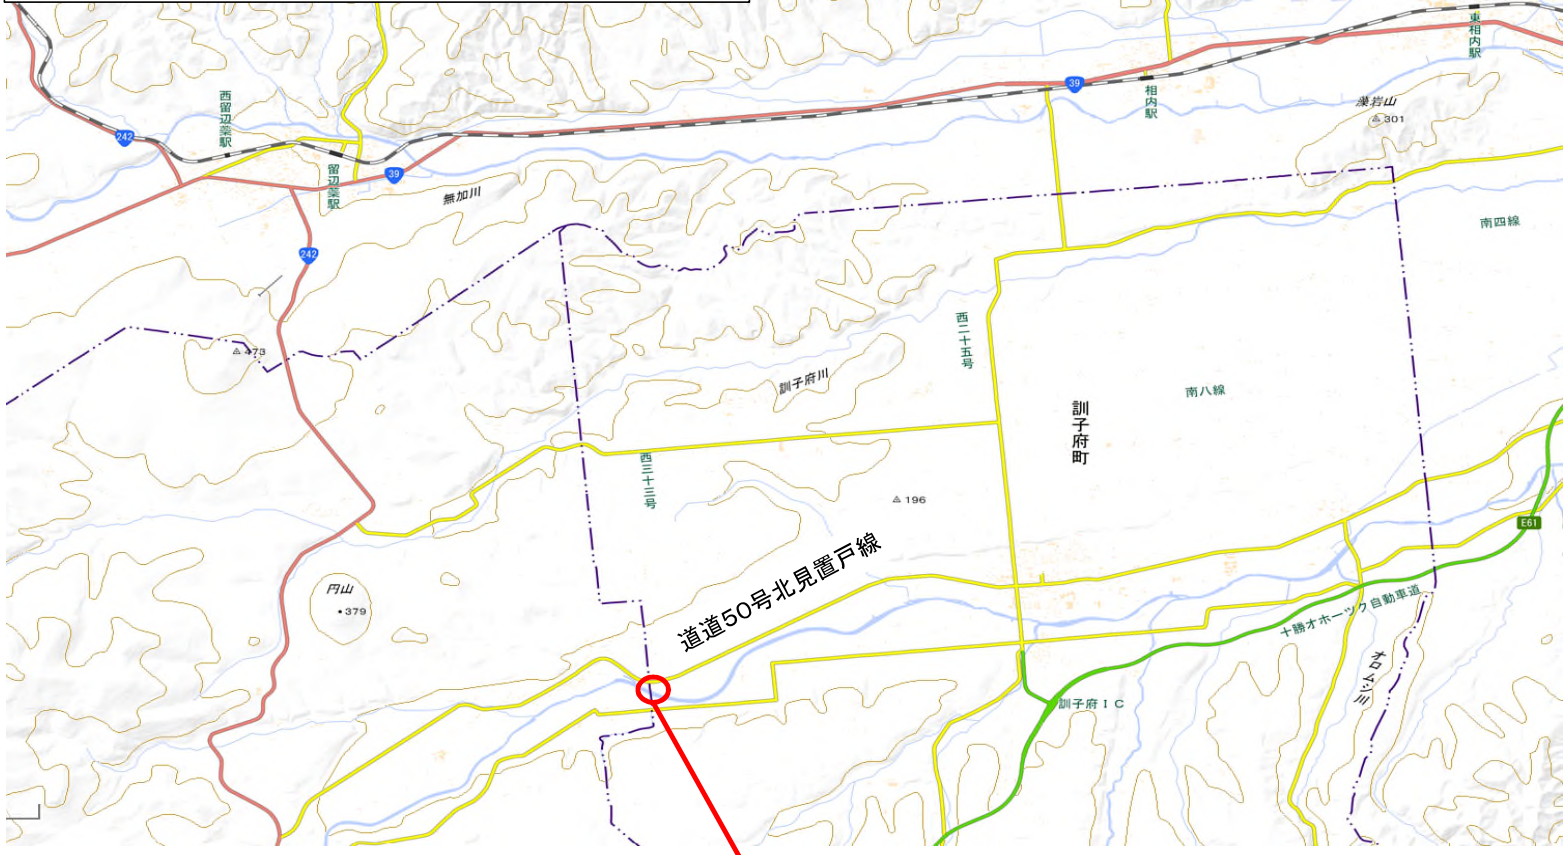 東相内駅
39
相内駅
藻岩山
301
西留辺蘂駅
242
留辺蘂駅
39
無加川
南四線
242
西二十五号
473
訓子府川
南八線
訓子府町
西三十三号
196
E61
道道50号北見置戸線
円山
379
十勝オホーツク自動車道
オロムシ川
訓子府IC